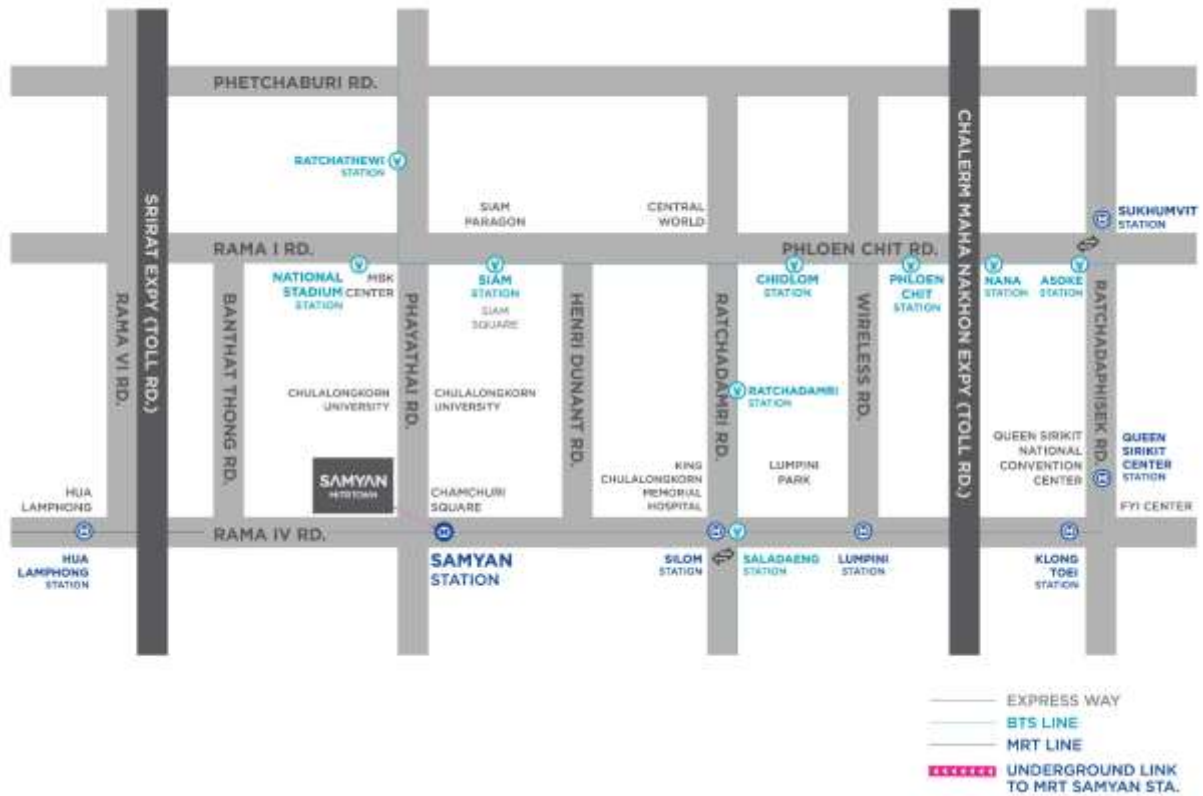 PHETCHABURI RD.
RATCHATHEWI
STATION
SIAM
PARAGON
CENTRAL
WORLD
SUKHUMVIT
STATION
SRIRAT EXPY (TOLL RD.)
CHALERM MAHA NAKHON EXPY (TOLL RD.)
RAMA I RD.
PHLOEN CHIT RD.
NATIONAL
STADIUM
STATION
MBK
CENTER
SIAM
STATION
SIAM
SQUARE
CHIDLOM
STATION
PHLOEN
CHIT
STATION
NANA
STATION
ASOKE
STATION
RAMA VI RD.
BANTHAT THONG RD.
PHAYATHAI RD.
HENRI DUNANT RD.
RATCHADAMRI RD.
WIRELESS RD.
RATCHADAPHISEK RD.
CHULALONGKORN
UNIVERSITY
CHULALONGKORN
UNIVERSITY
RATCHADAMRI
STATION
QUEEN SIRIKIT
NATIONAL
CONVENTION
CENTER
QUEEN
SIRIKIT
CENTER
STATION
SAMYAN
MITRTOWN
HUA
LAMPHONG
CHAMCHURI
SQUARE
KING
CHULALONGKORN
MEMORIAL
HOSPITAL
LUMPINI
PARK
FYI CENTER
RAMA IV RD.
HUA
LAMPHONG
STATION
SAMYAN
STATION
SILOM
STATION
SALADAENG
STATION
LUMPINI
STATION
KLONG
TOEI
STATION
EXPRESS WAY
BTS LINE
MRT LINE
UNDERGROUND LINK
TO MRT SAMYAN STA.